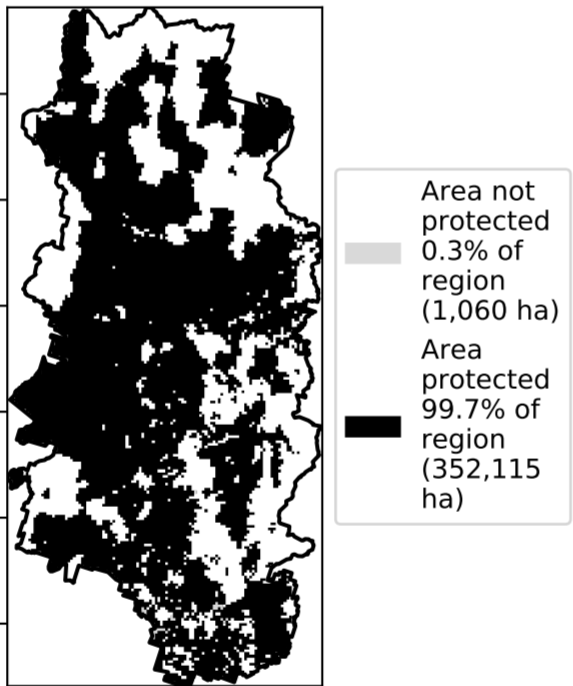 Area not
protected
0.3% of
region
(1,060 ha)
Area
protected
99.7% of
region
(352,115
ha)